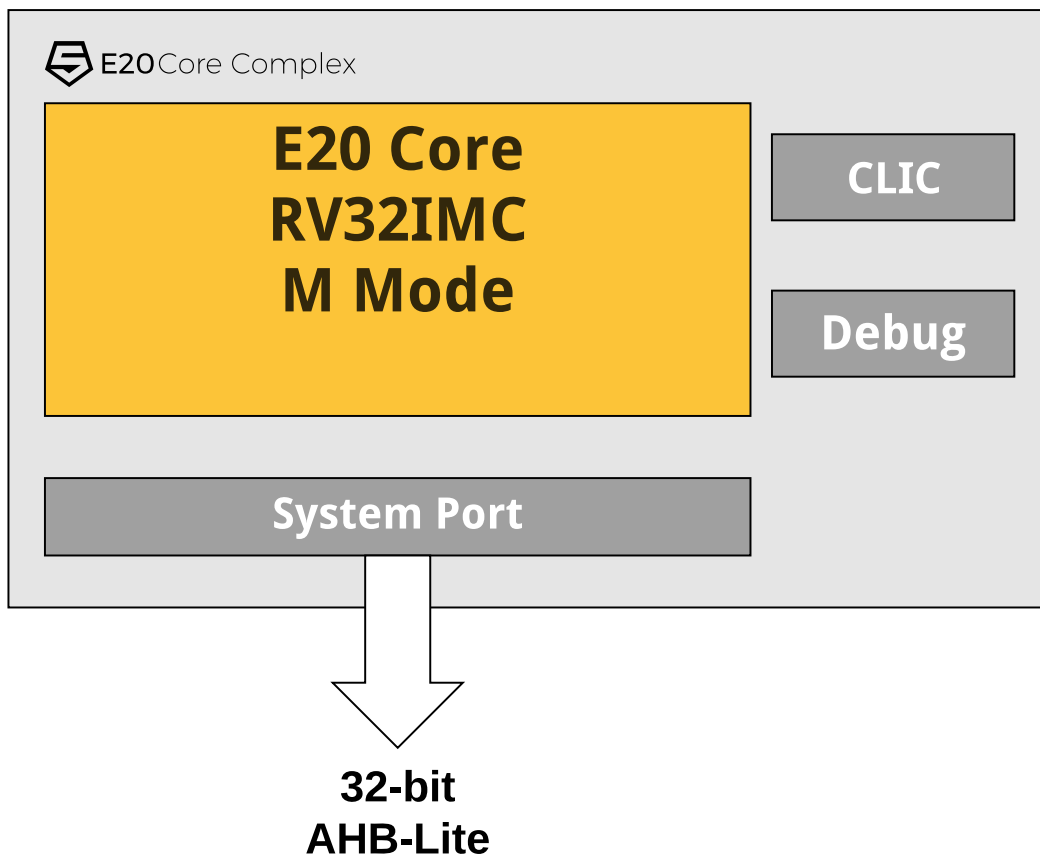 E20 Core Complex
E20 Core
RV32IMC
M Mode
CLIC
Debug
System Port
32-bit
AHB-Lite